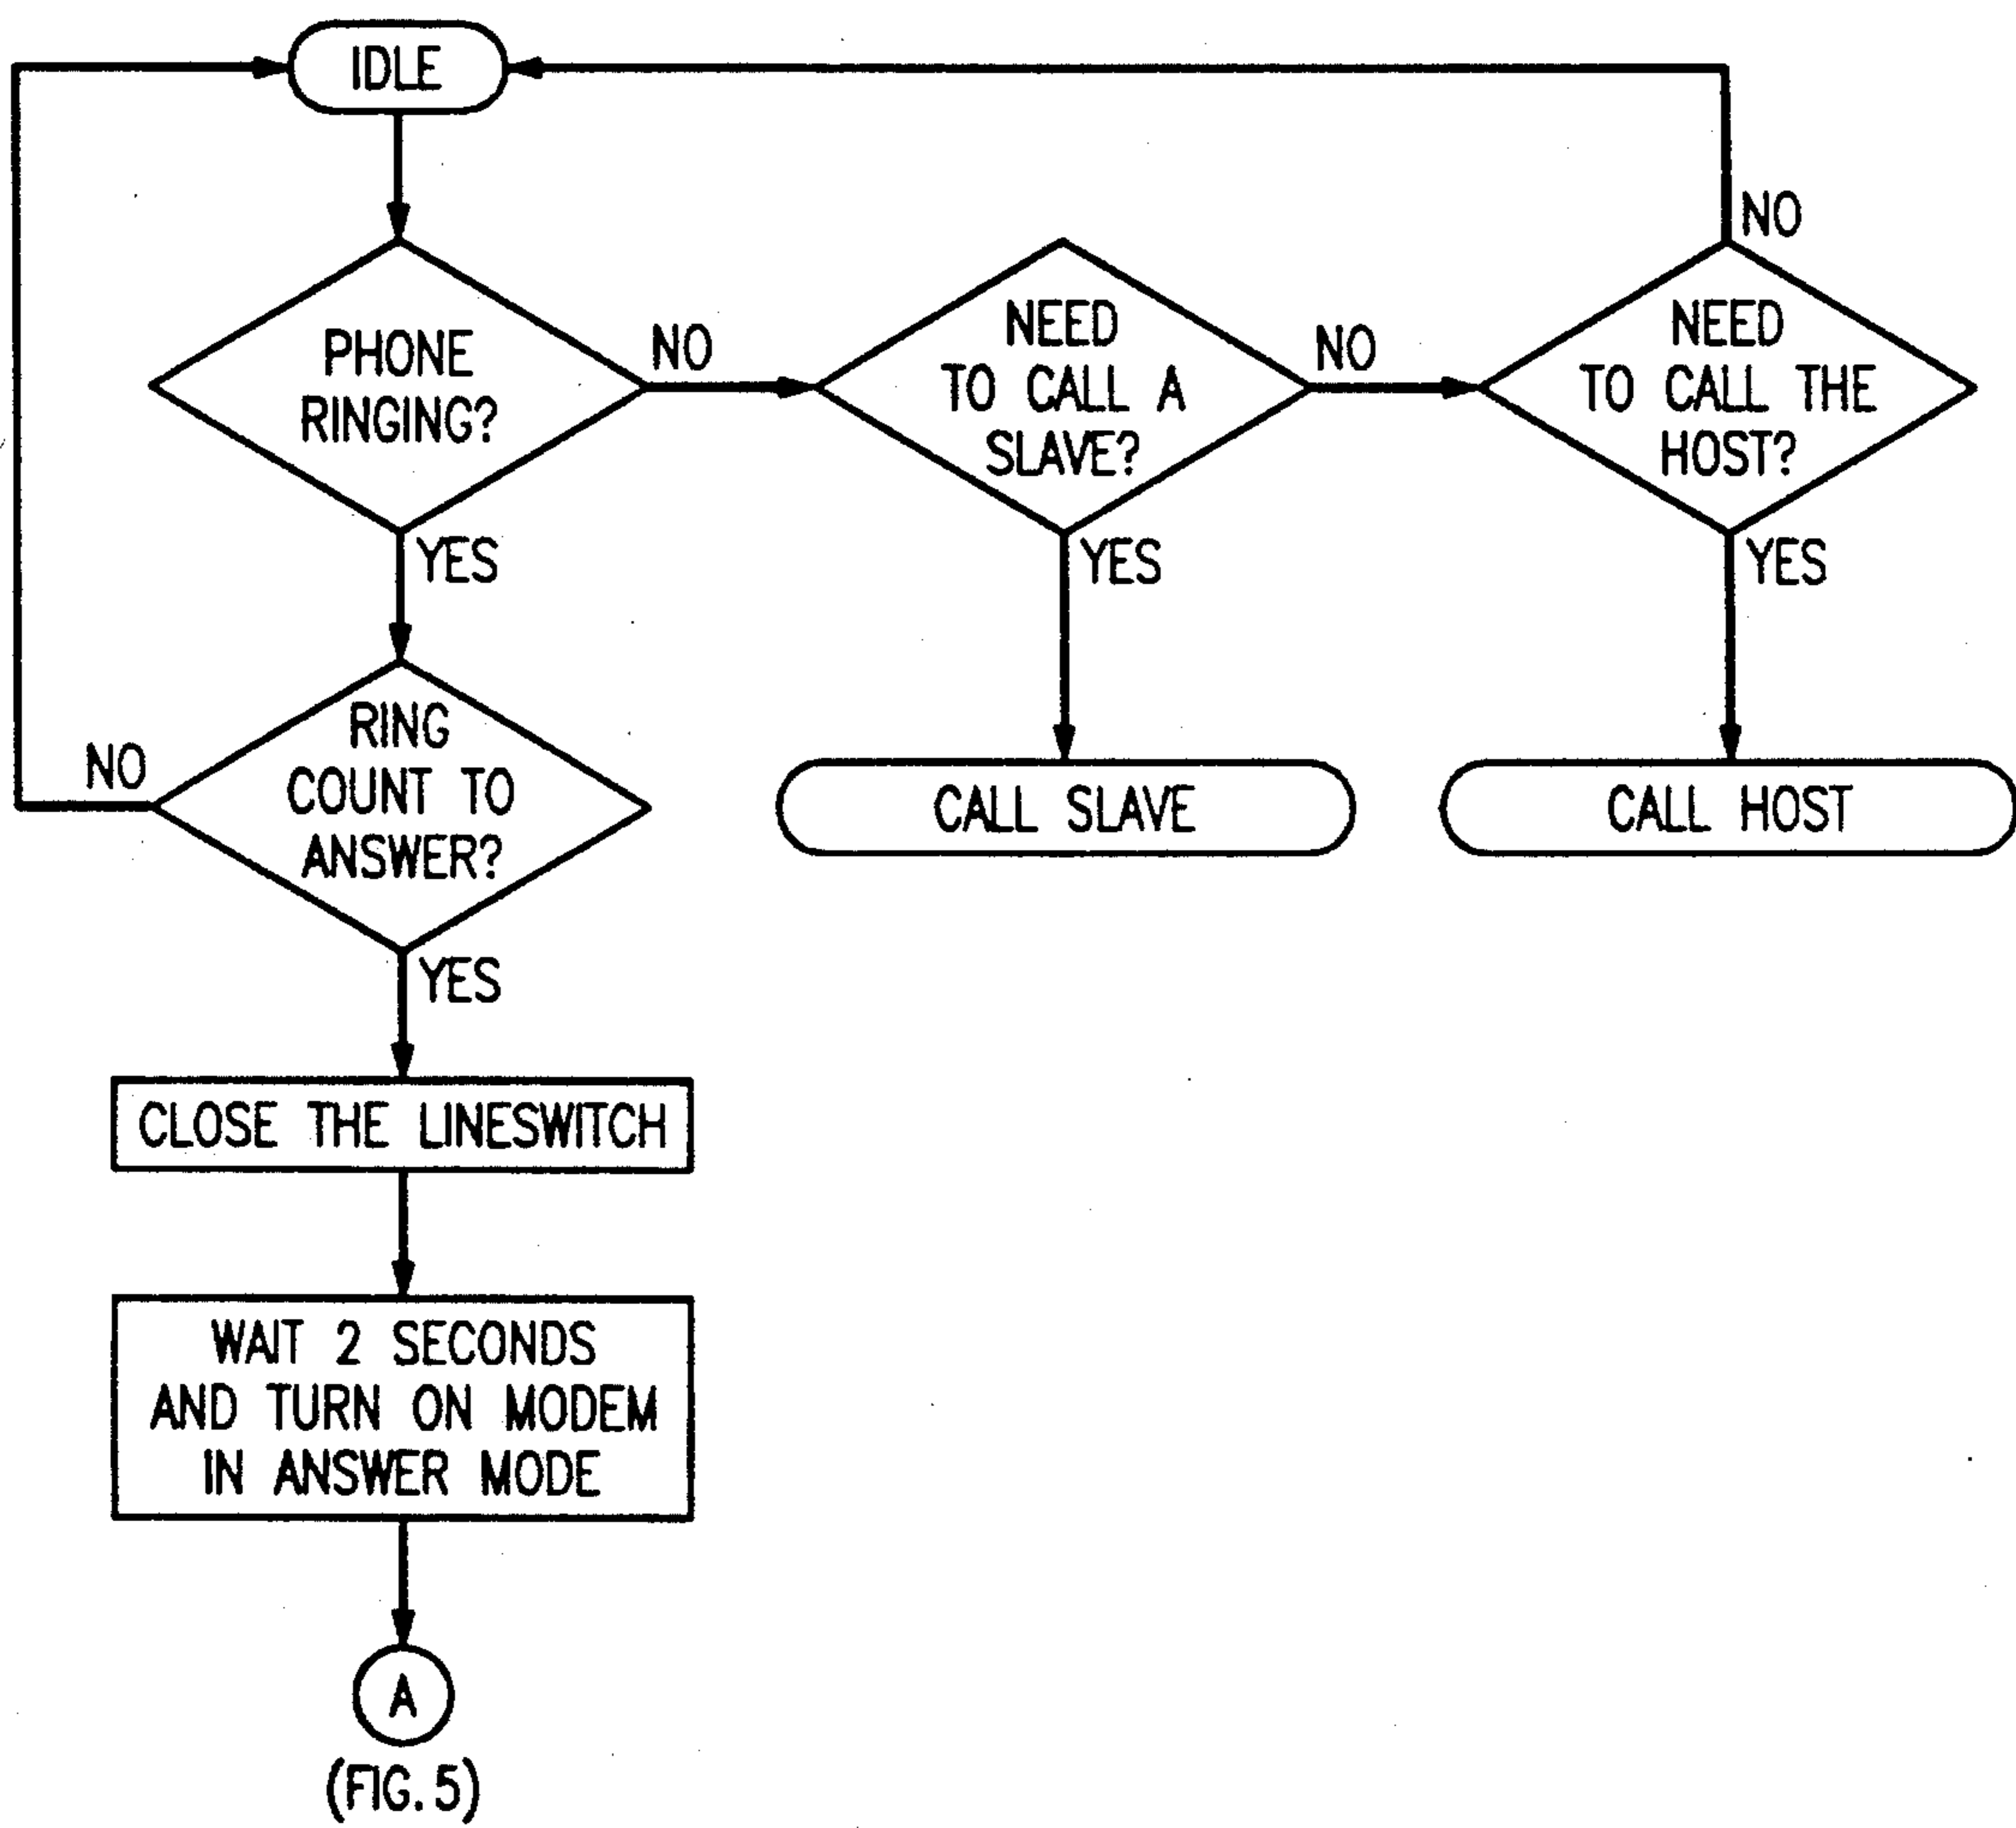 IDLE
NO
PHONE
RINGING?
NO
NEED
TO CALL A
SLAVE?
NO
NEED
TO CALL THE
HOST?
YES
YES
YES
RING
COUNT TO
ANSWER?
NO
CALL SLAVE
CALL HOST
YES
CLOSE THE LINESWITCH
WAIT 2 SECONDS
AND TURN ON MODEM
IN ANSWER MODE
A
(FIG. 5)